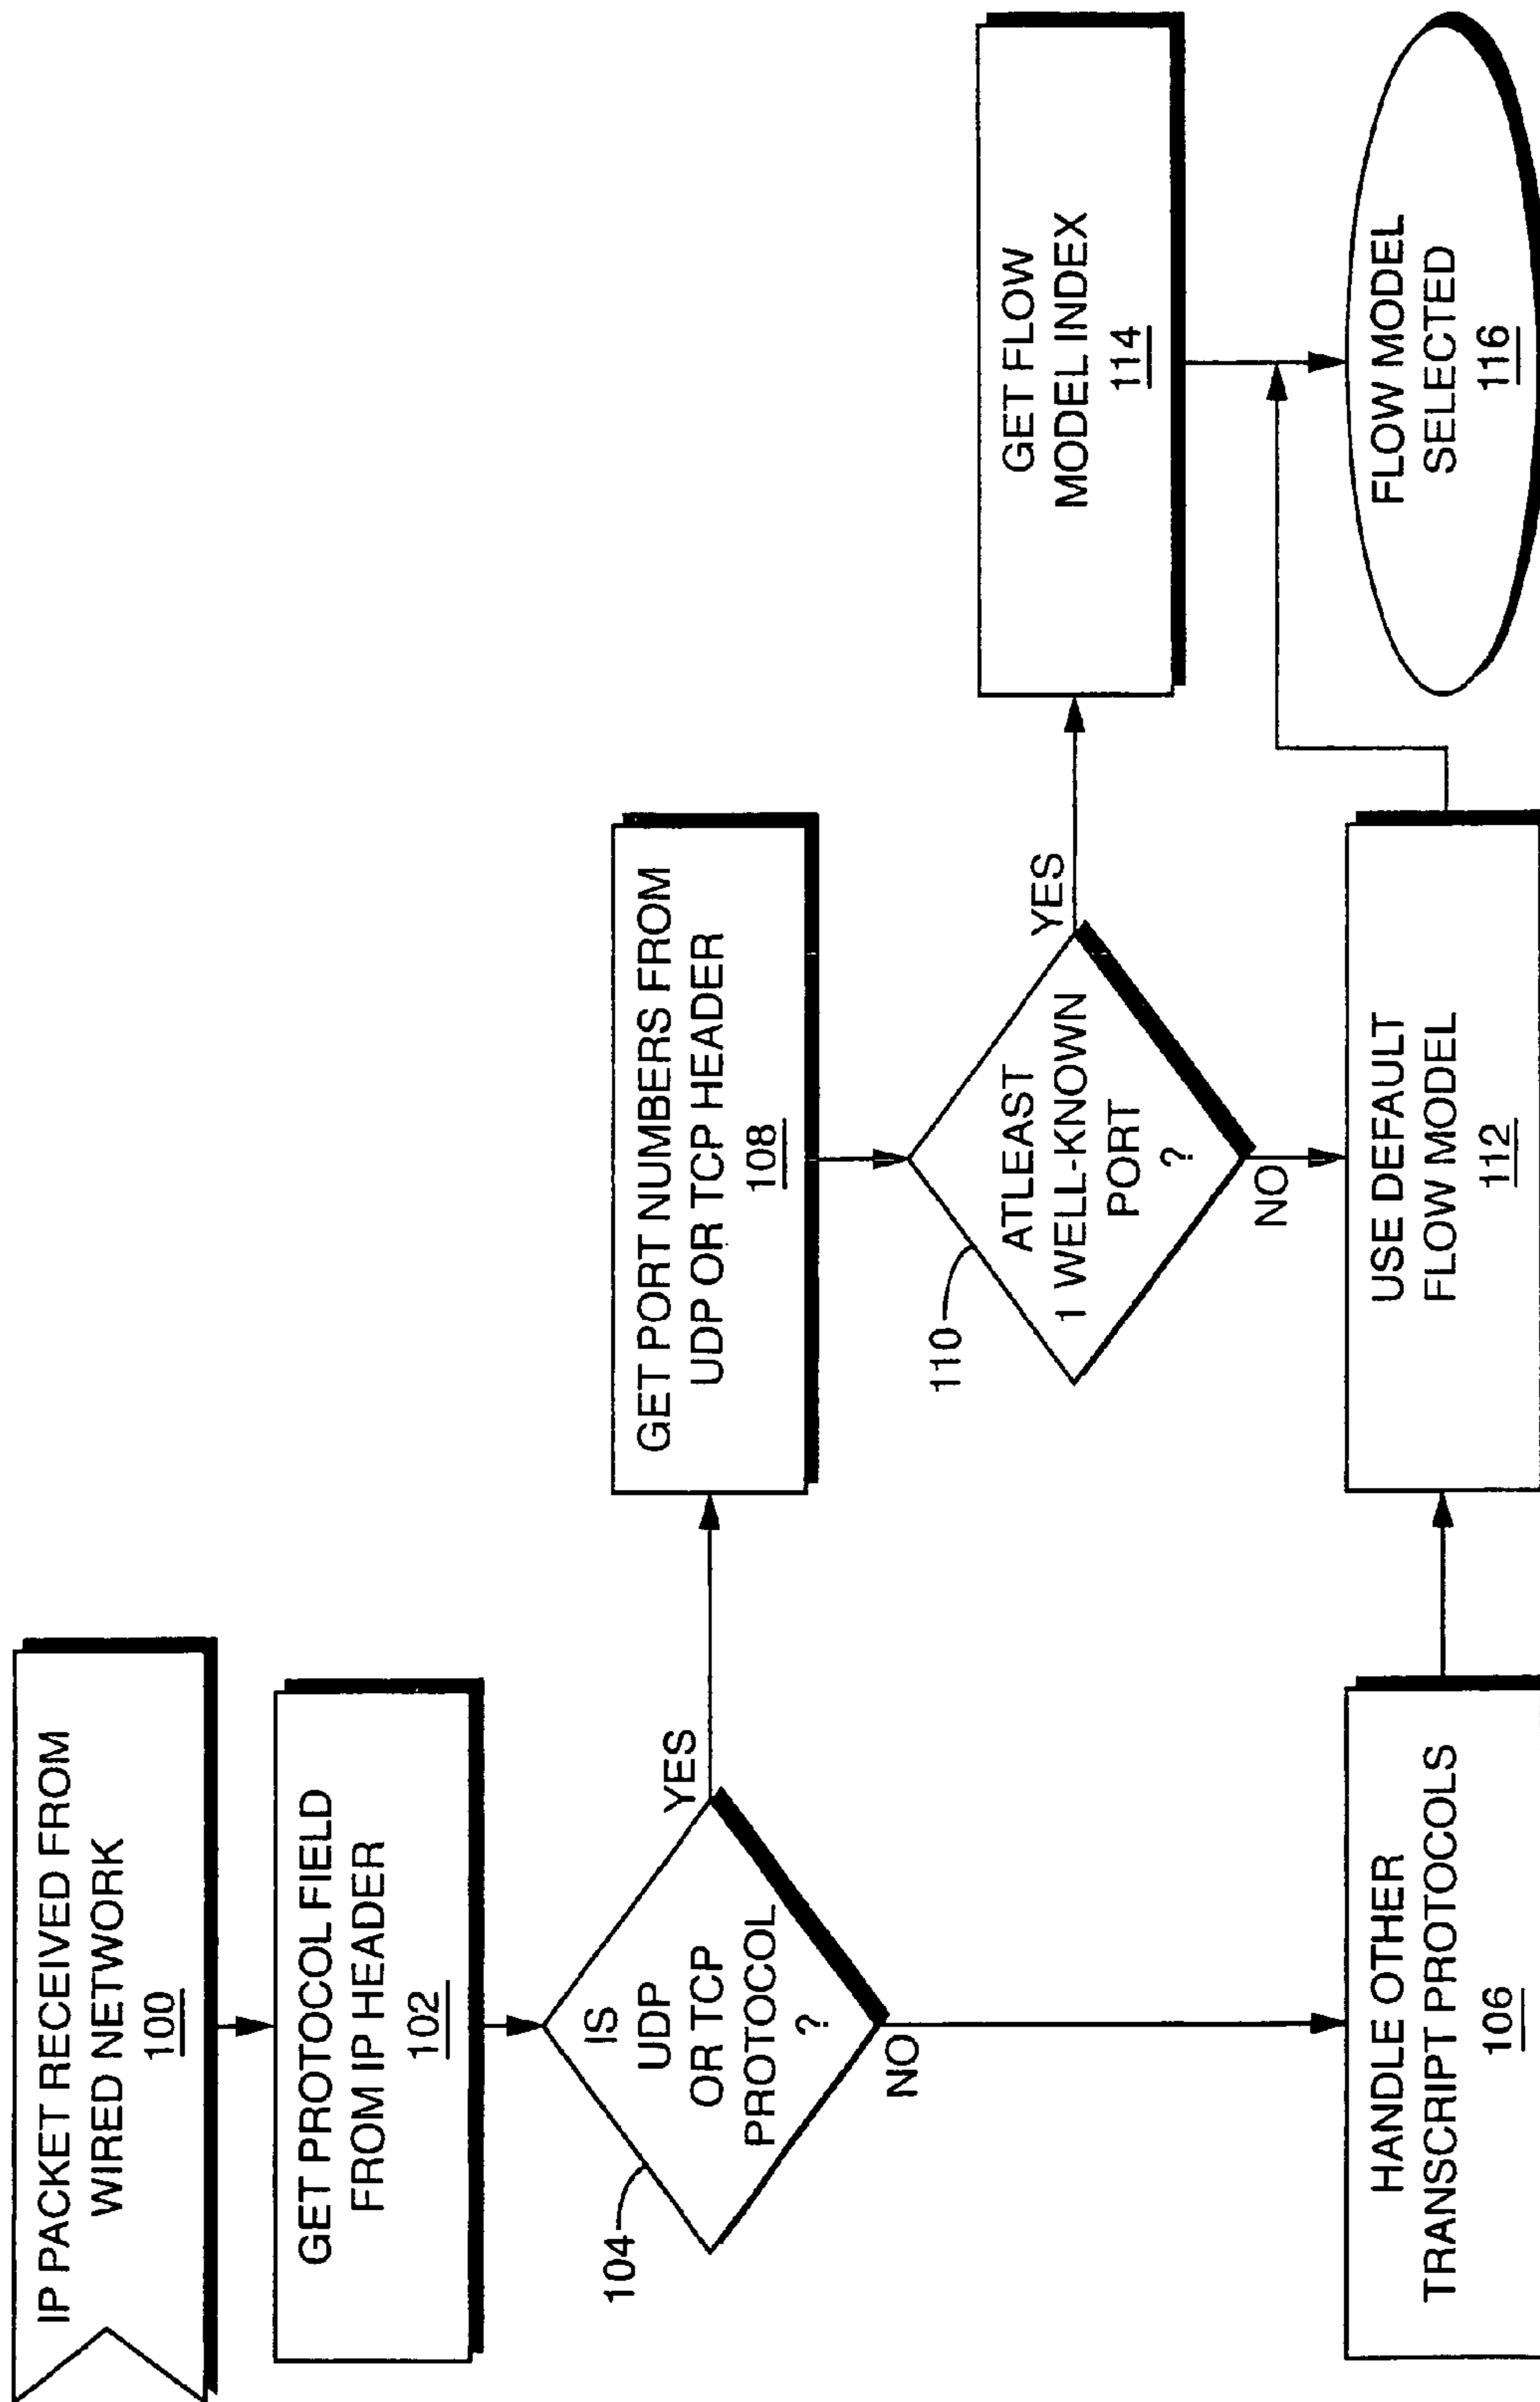 IP PACKET RECEIVED FROM
WIRED NETWORK
100
GET PROTOCOL FIELD
FROM IP HEADER
102
104
IS
UDP
OR TCP
PROTOCOL
?
YES
NO
HANDLE OTHER
TRANSCRIPT PROTOCOLS
106
GET PORT NUMBERS FROM
UDP OR TCP HEADER
108
110
ATLEAST
1 WELL-KNOWN
PORT
?
YES
NO
USE DEFAULT
FLOW MODEL
112
GET FLOW
MODEL INDEX
114
FLOW MODEL
SELECTED
116